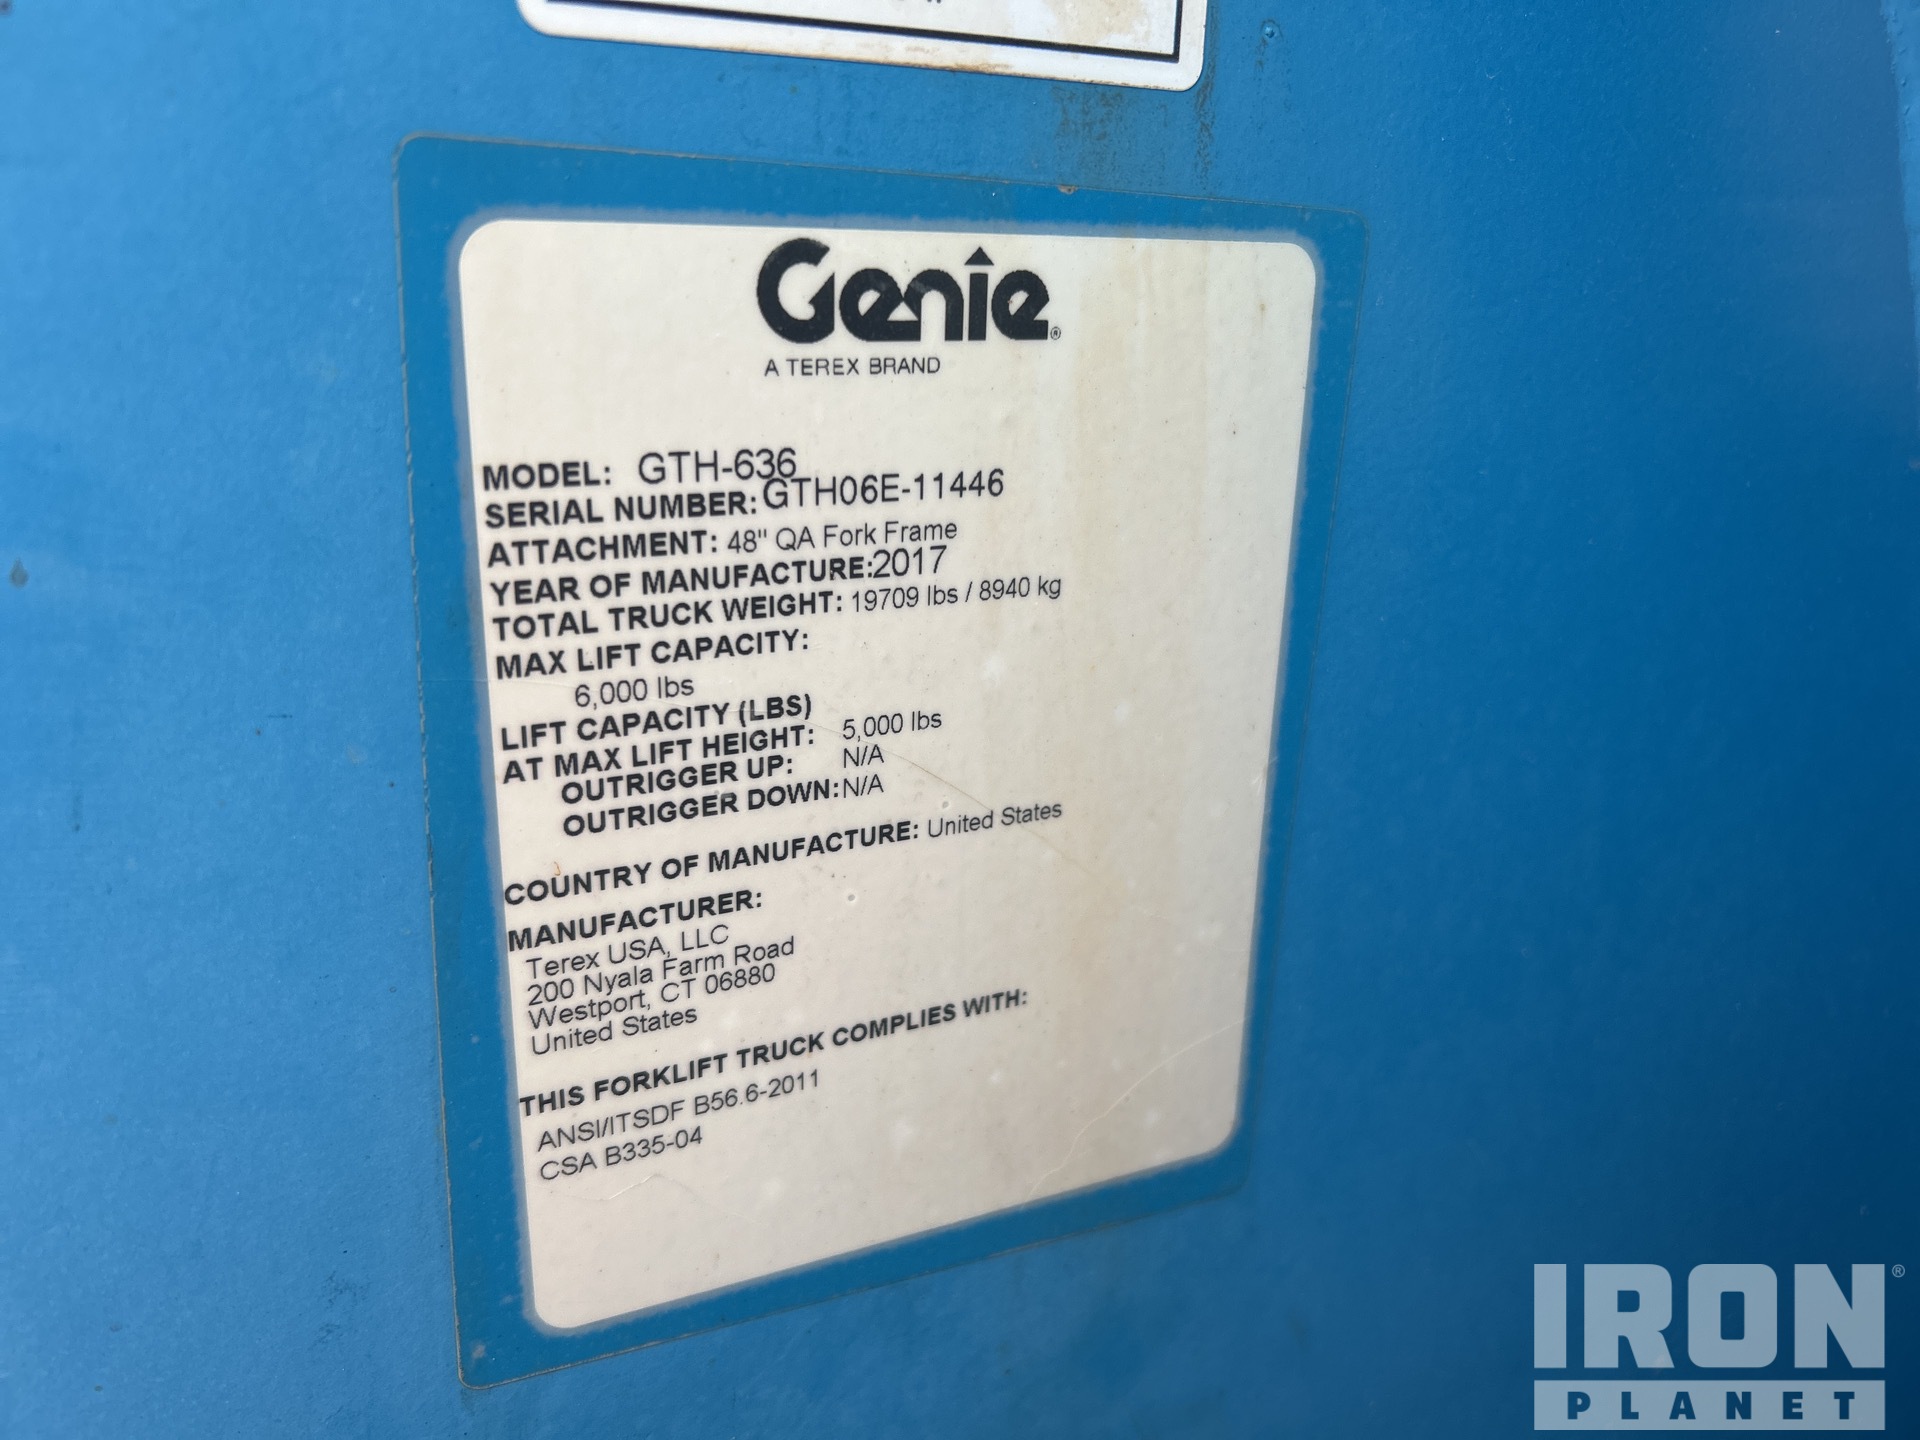 Genie®
A TEREX BRAND
MODEL: GTH-636
SERIAL NUMBER: GTH06E-11446
ATTACHMENT: 48" QA Fork Frame
YEAR OF MANUFACTURE: 2017
TOTAL TRUCK WEIGHT: 19709 lbs / 8940 kg
MAX LIFT CAPACITY:
6,000 lbs
LIFT CAPACITY (LBS)
AT MAX LIFT HEIGHT: 5,000 lbs
OUTRIGGER UP: N/A
OUTRIGGER DOWN: N/A
COUNTRY OF MANUFACTURE: United States
MANUFACTURER:
Terex USA, LLC
200 Nyala Farm Road
Westport, CT 06880
United States
THIS FORKLIFT TRUCK COMPLIES WITH:
ANSI/ITSDF B56.6-2011
CSA B335-04
IRON®
PLANET